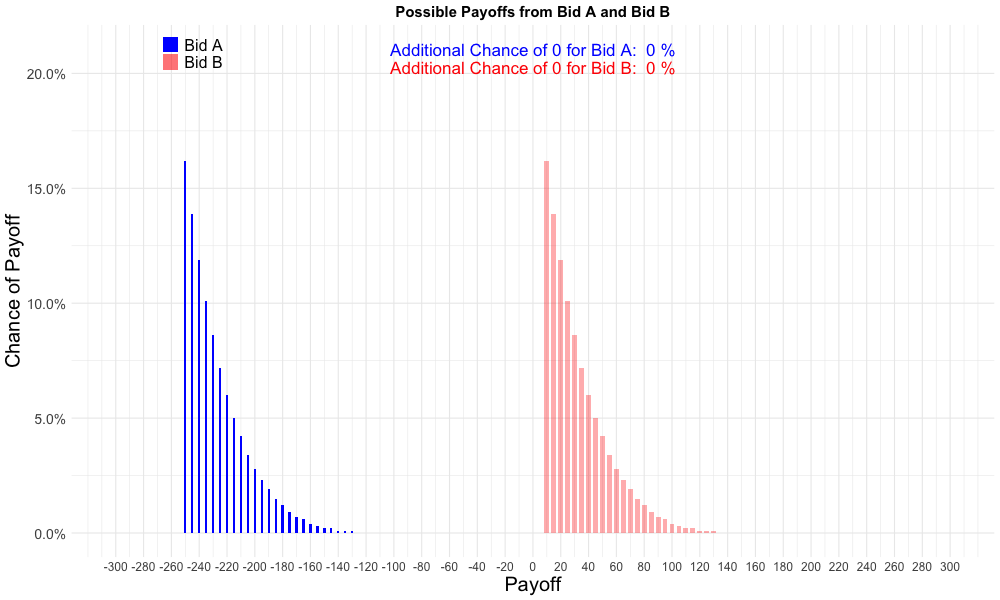 Possible Payoffs from Bid A and Bid B
Bid A
Bid B
Additional Chance of 0 for Bid A:  0 %
Additional Chance of 0 for Bid B:  0 %
Chance of Payoff
20.0%
15.0%
10.0%
5.0%
0.0%
-300 -280 -260 -240 -220 -200 -180 -160 -140 -120 -100 -80 -60 -40 -20 0 20 40 60 80 100 120 140 160 180 200 220 240 260 280 300
Payoff